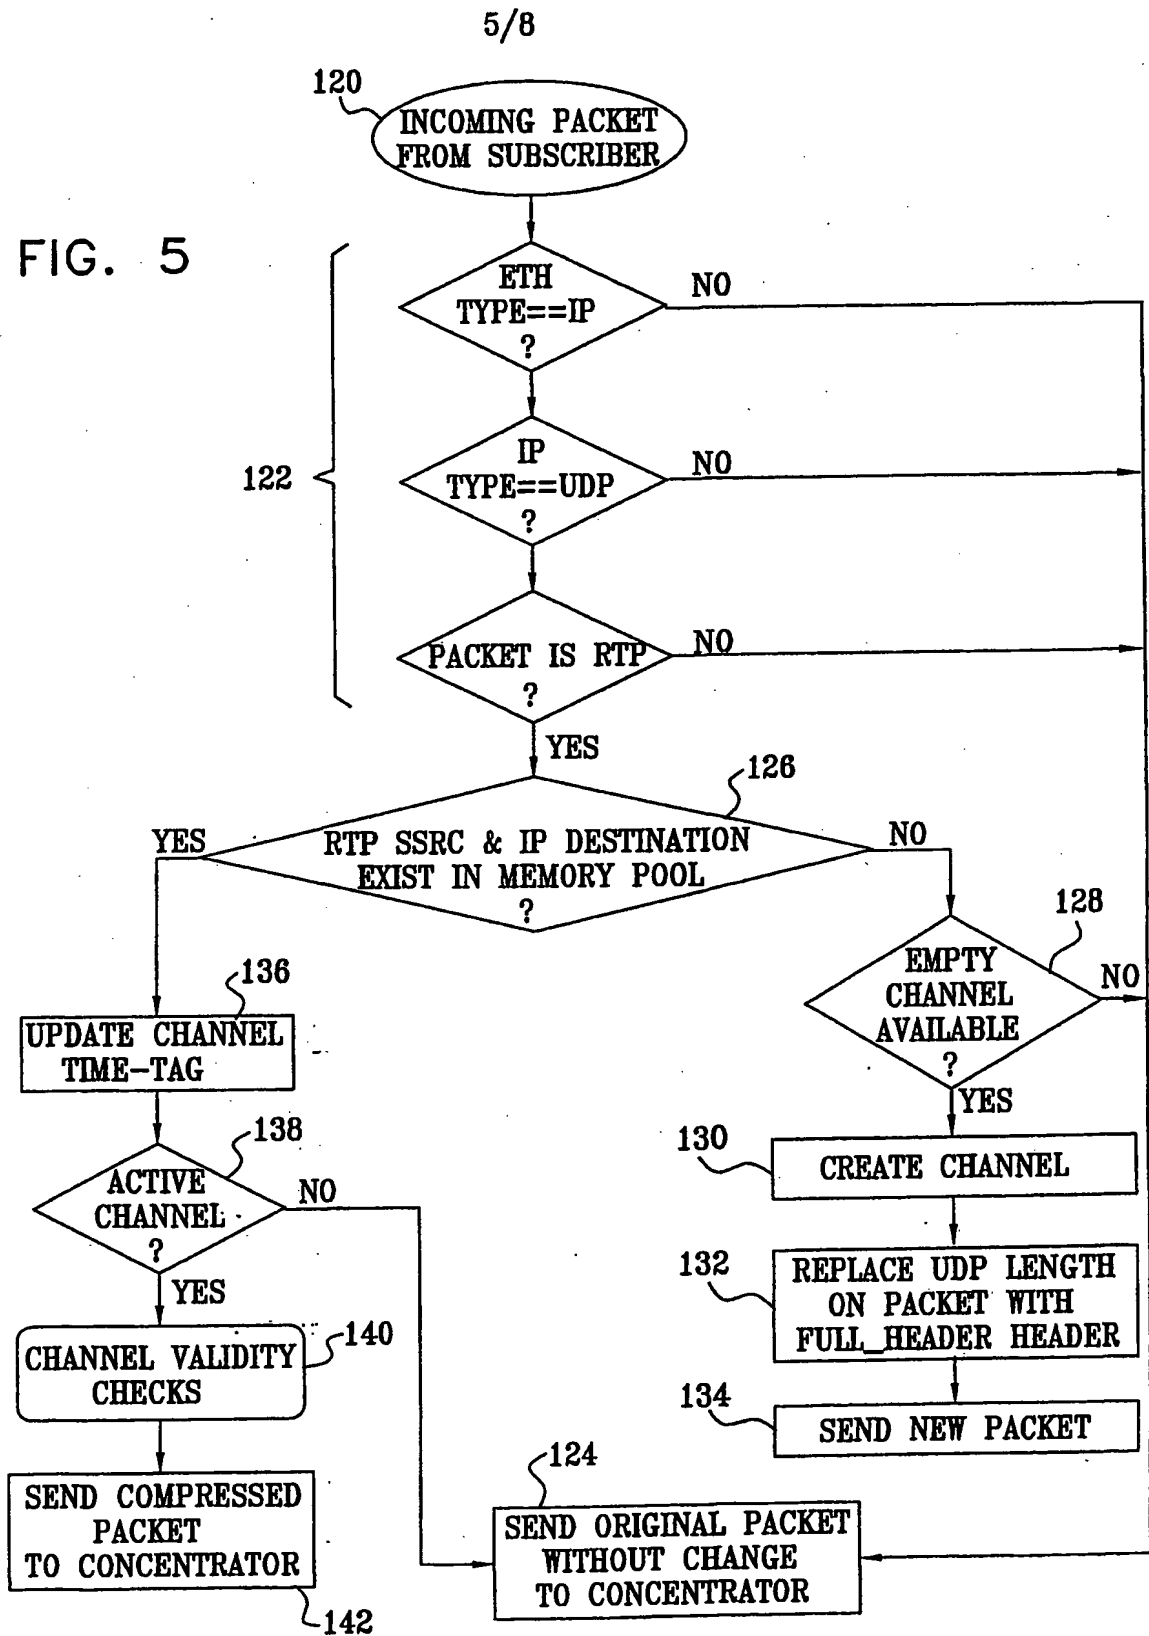 5/8
120
INCOMING PACKET
FROM SUBSCRIBER
FIG. 5
ETH
TYPE==IP
?
NO
122
IP
TYPE==UDP
?
NO
PACKET IS RTP
?
NO
YES
126
RTP SSRC & IP DESTINATION
EXIST IN MEMORY POOL
?
YES
NO
128
EMPTY
CHANNEL
AVAILABLE
?
NO
YES
136
UPDATE CHANNEL
TIME-TAG
138
ACTIVE
CHANNEL
?
NO
YES
130
CREATE CHANNEL
132
REPLACE UDP LENGTH
ON PACKET WITH
FULL_HEADER HEADER
140
CHANNEL VALIDITY
CHECKS
134
SEND NEW PACKET
124
SEND ORIGINAL PACKET
WITHOUT CHANGE
TO CONCENTRATOR
SEND COMPRESSED
PACKET
TO CONCENTRATOR
142